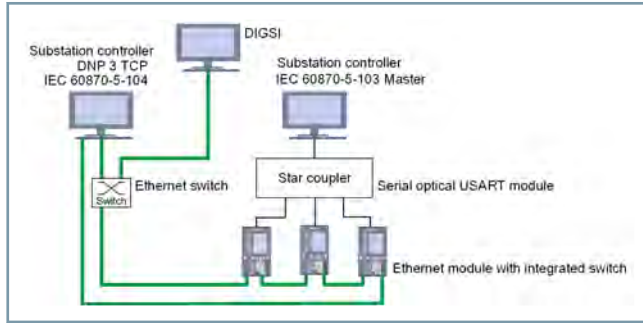 DIGSI
Substation controller
DNP 3 TCP
IEC 60870-5-104
Substation controller
IEC 60870-5-103 Master
Ethernet switch
Switch
Star coupler
Serial optical USART module
Ethernet module with integrated switch